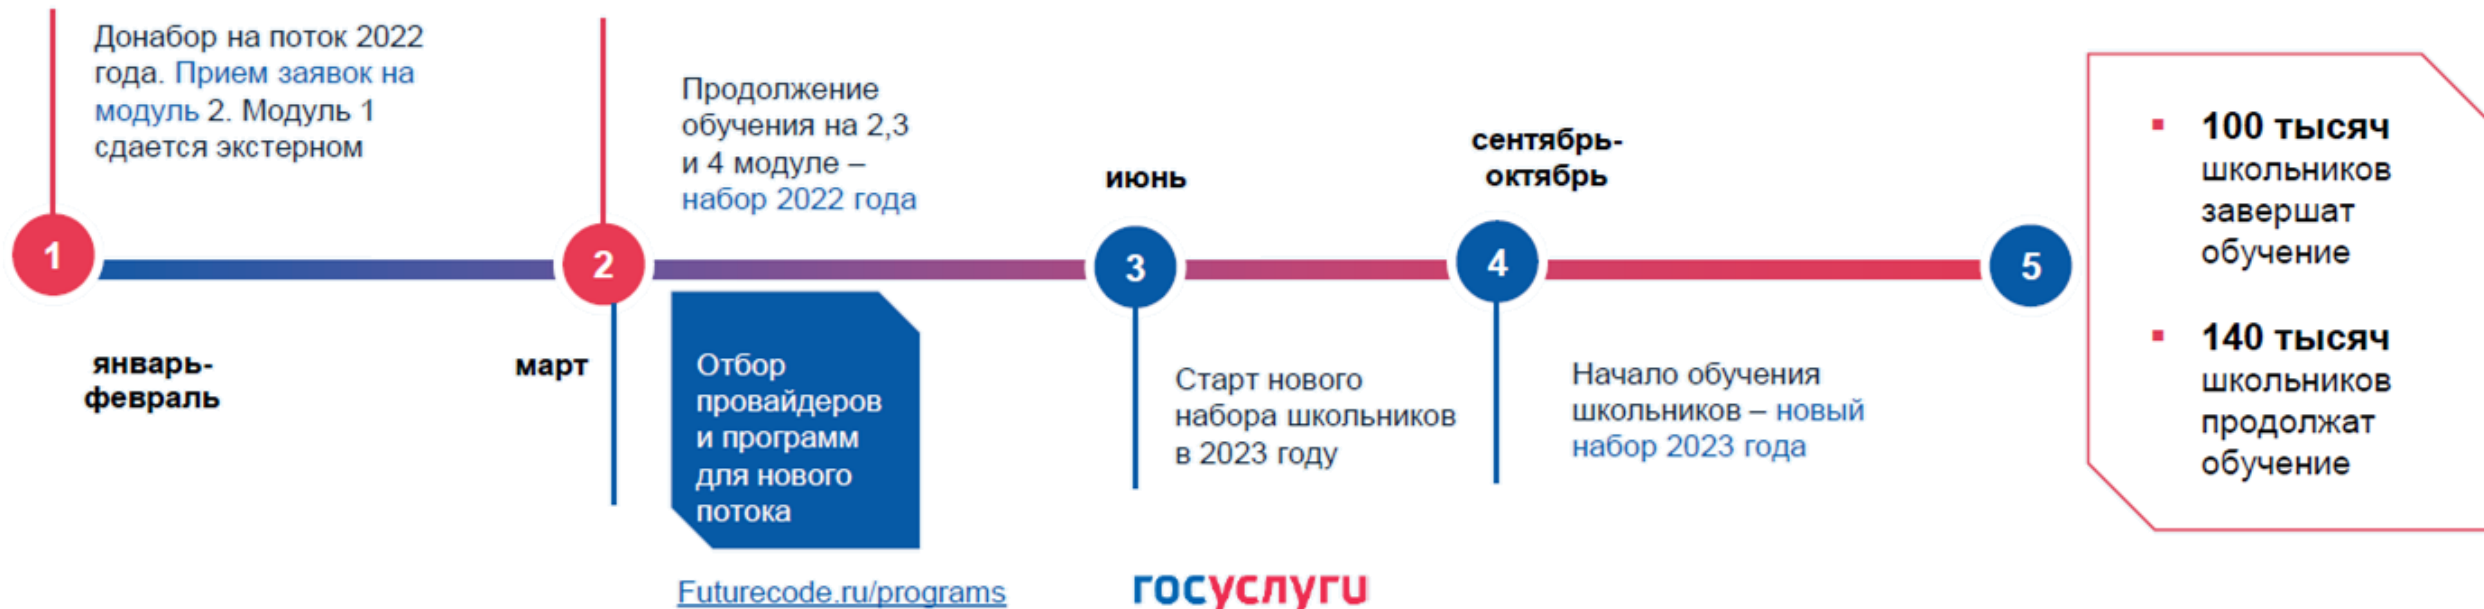 Донабор на поток 2022
года. Прием заявок на
модуль 2. Модуль 1
сдается экстерном
1
январь-
февраль
2
март
Продолжение
обучения на 2,3
и 4 модуле –
набор 2022 года
Отбор
провайдеров
и программ
для нового
потока
Futurecode.ru/programs
июнь
3
Старт нового
набора школьников
в 2023 году
госуслуги
сентябрь-
октябрь
4
Начало обучения
школьников – новый
набор 2023 года
5
▪ 100 тысяч
школьников
завершат
обучение
▪ 140 тысяч
школьников
продолжат
обучение